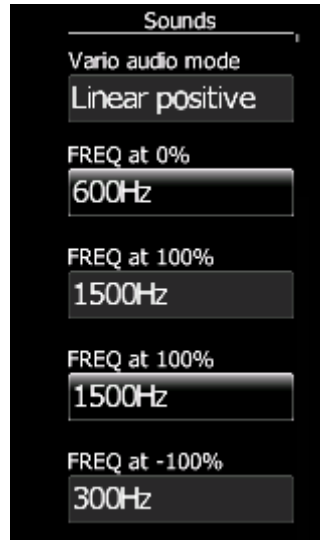 Sounds
Vario audio mode
Linear positive
FREQ at 0%
600Hz
FREQ at 100%
1500Hz
FREQ at 100%
1500Hz
FREQ at -100%
300Hz